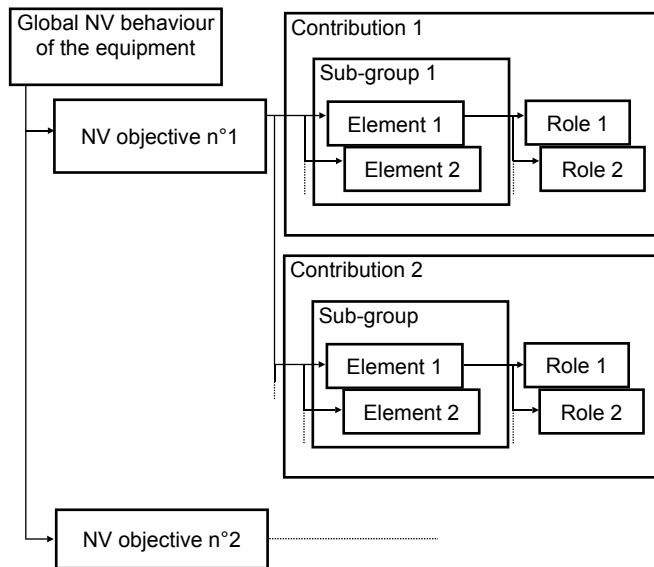 Global NV behaviour
of the equipment
NV objective n°1
Contribution 1
Sub-group 1
Element 1
Role 1
Element 2
Role 2
Contribution 2
Sub-group
Element 1
Role 1
Element 2
Role 2
NV objective n°2